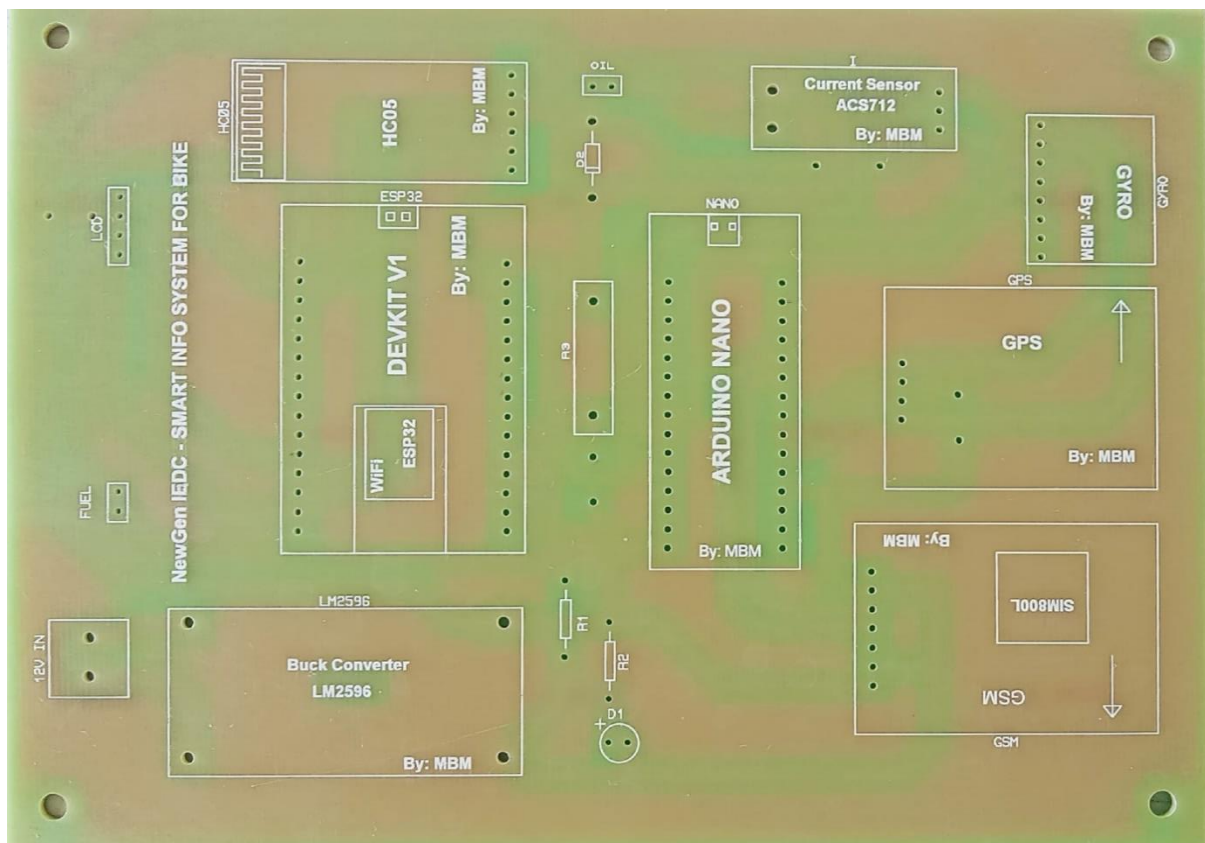 HC05
HC05
By: MBM
OIL
D2
I
Current Sensor
ACS712
By: MBM
GYRO
By: MBM
GYRO
LCD
NewGen IEDC - SMART INFO SYSTEM FOR BIKE
ESP32
DEVKIT V1
By: MBM
WiFi
ESP32
R3
NANO
ARDUINO NANO
By: MBM
GPS
GPS
By: MBM
FUEL
By: MBM
SIM800L
GSM
GSM
12V IN
LM2596
Buck Converter
LM2596
By: MBM
R1
R2
+
D1